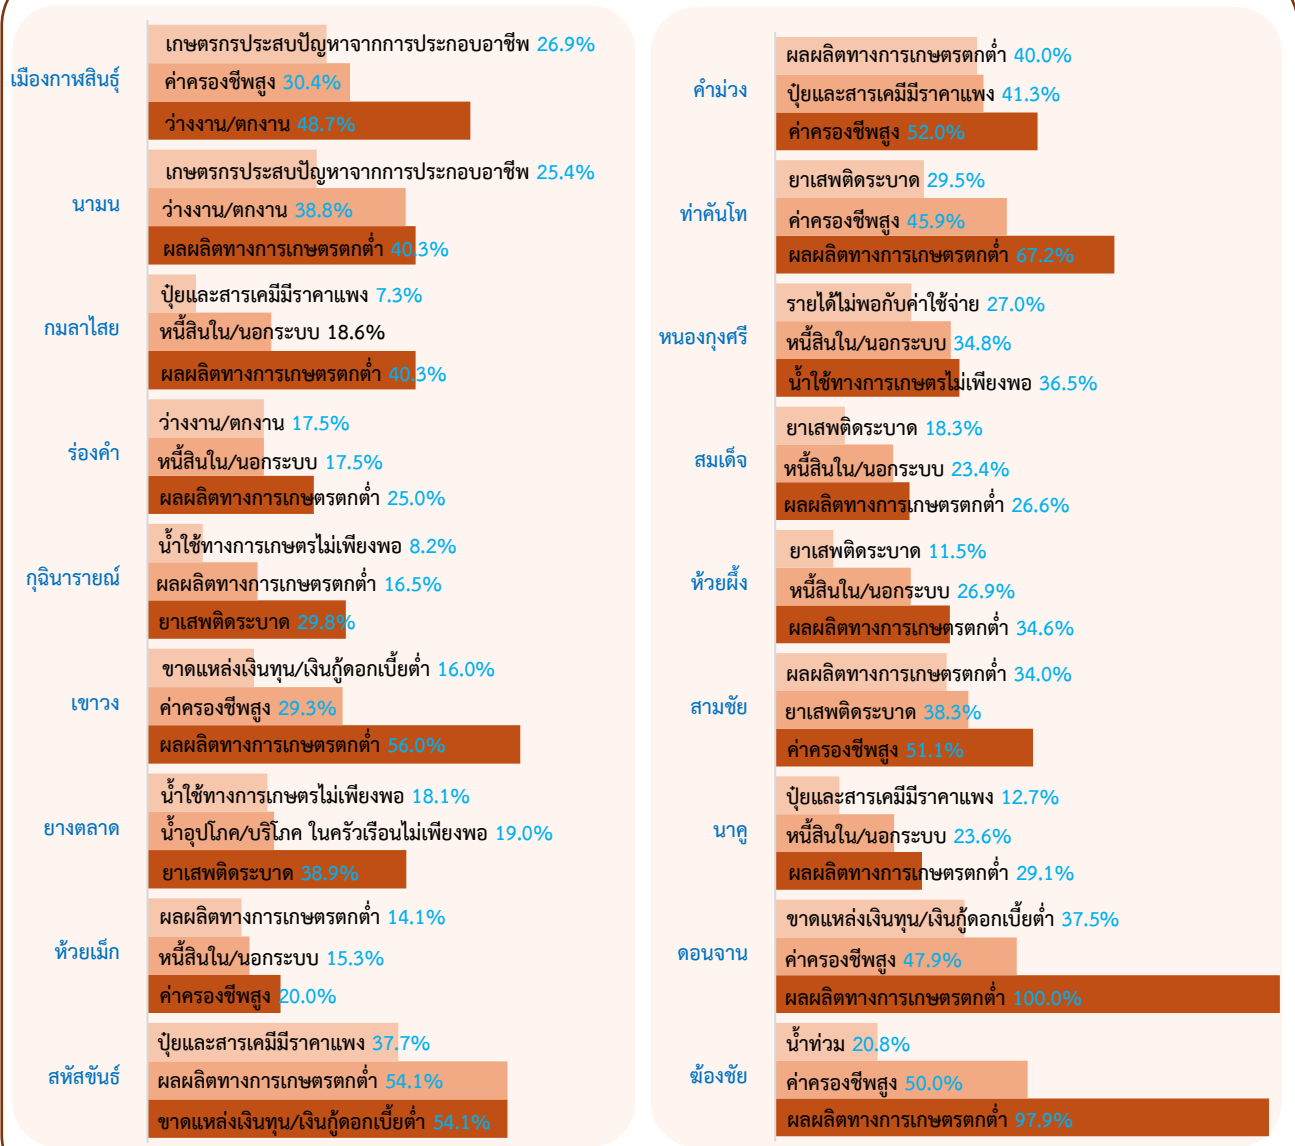 เมืองกาฬสินธุ์
เกษตรกรประสบปัญหาจากการประกอบอาชีพ 26.9%
ค่าครองชีพสูง 30.4%
ว่างงาน/ตกงาน 48.7%
นามน
เกษตรกรประสบปัญหาจากการประกอบอาชีพ 25.4%
ว่างงาน/ตกงาน 38.8%
ผลผลิตทางการเกษตรตกต่ำ 40.3%
กมลาไสย
ปุ๋ยและสารเคมีมีราคาแพง 7.3%
หนี้สินใน/นอกระบบ 18.6%
ผลผลิตทางการเกษตรตกต่ำ 40.3%
ร่องคำ
ว่างงาน/ตกงาน 17.5%
หนี้สินใน/นอกระบบ 17.5%
ผลผลิตทางการเกษตรตกต่ำ 25.0%
กุฉินารายณ์
น้ำใช้ทางการเกษตรไม่เพียงพอ 8.2%
ผลผลิตทางการเกษตรตกต่ำ 16.5%
ยาเสพติดระบาด 29.8%
เขาวง
ขาดแหล่งเงินทุน/เงินกู้ดอกเบี้ยต่ำ 16.0%
ค่าครองชีพสูง 29.3%
ผลผลิตทางการเกษตรตกต่ำ 56.0%
ยางตลาด
น้ำใช้ทางการเกษตรไม่เพียงพอ 18.1%
น้ำอุปโภค/บริโภค ในครัวเรือนไม่เพียงพอ 19.0%
ยาเสพติดระบาด 38.9%
ห้วยเม็ก
ผลผลิตทางการเกษตรตกต่ำ 14.1%
หนี้สินใน/นอกระบบ 15.3%
ค่าครองชีพสูง 20.0%
สหัสขันธ์
ปุ๋ยและสารเคมีมีราคาแพง 37.7%
ผลผลิตทางการเกษตรตกต่ำ 54.1%
ขาดแหล่งเงินทุน/เงินกู้ดอกเบี้ยต่ำ 54.1%
คำม่วง
ผลผลิตทางการเกษตรตกต่ำ 40.0%
ปุ๋ยและสารเคมีมีราคาแพง 41.3%
ค่าครองชีพสูง 52.0%
ท่าคันโท
ยาเสพติดระบาด 29.5%
ค่าครองชีพสูง 45.9%
ผลผลิตทางการเกษตรตกต่ำ 67.2%
หนองกุงศรี
รายได้ไม่พอกับค่าใช้จ่าย 27.0%
หนี้สินใน/นอกระบบ 34.8%
น้ำใช้ทางการเกษตรไม่เพียงพอ 36.5%
สมเด็จ
ยาเสพติดระบาด 18.3%
หนี้สินใน/นอกระบบ 23.4%
ผลผลิตทางการเกษตรตกต่ำ 26.6%
ห้วยผึ้ง
ยาเสพติดระบาด 11.5%
หนี้สินใน/นอกระบบ 26.9%
ผลผลิตทางการเกษตรตกต่ำ 34.6%
สามชัย
ผลผลิตทางการเกษตรตกต่ำ 34.0%
ยาเสพติดระบาด 38.3%
ค่าครองชีพสูง 51.1%
นาคู
ปุ๋ยและสารเคมีมีราคาแพง 12.7%
หนี้สินใน/นอกระบบ 23.6%
ผลผลิตทางการเกษตรตกต่ำ 29.1%
ดอนจาน
ขาดแหล่งเงินทุน/เงินกู้ดอกเบี้ยต่ำ 37.5%
ค่าครองชีพสูง 47.9%
ผลผลิตทางการเกษตรตกต่ำ 100.0%
ฆ้องชัย
น้ำท่วม 20.8%
ค่าครองชีพสูง 50.0%
ผลผลิตทางการเกษตรตกต่ำ 97.9%